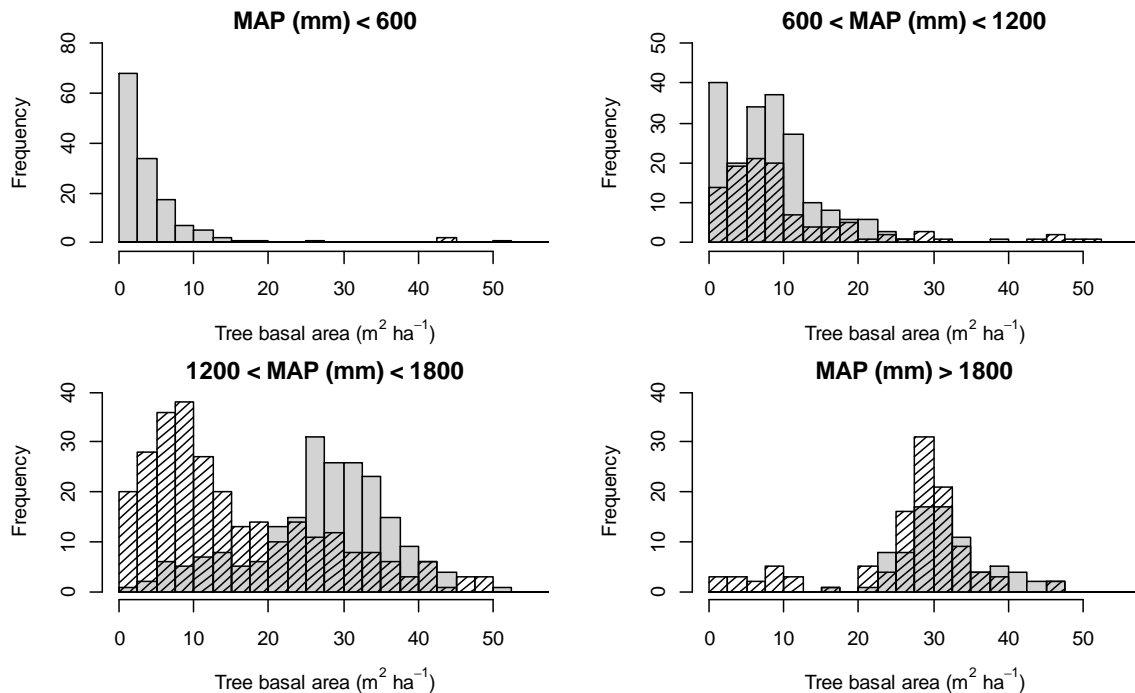 MAP (mm) < 600
Frequency
80
60
40
20
0
0 10 20 30 40 50
Tree basal area (m² ha⁻¹)
600 < MAP (mm) < 1200
Frequency
50
40
30
20
10
0
0 10 20 30 40 50
Tree basal area (m² ha⁻¹)
1200 < MAP (mm) < 1800
Frequency
40
30
20
10
0
0 10 20 30 40 50
Tree basal area (m² ha⁻¹)
MAP (mm) > 1800
Frequency
40
30
20
10
0
0 10 20 30 40 50
Tree basal area (m² ha⁻¹)